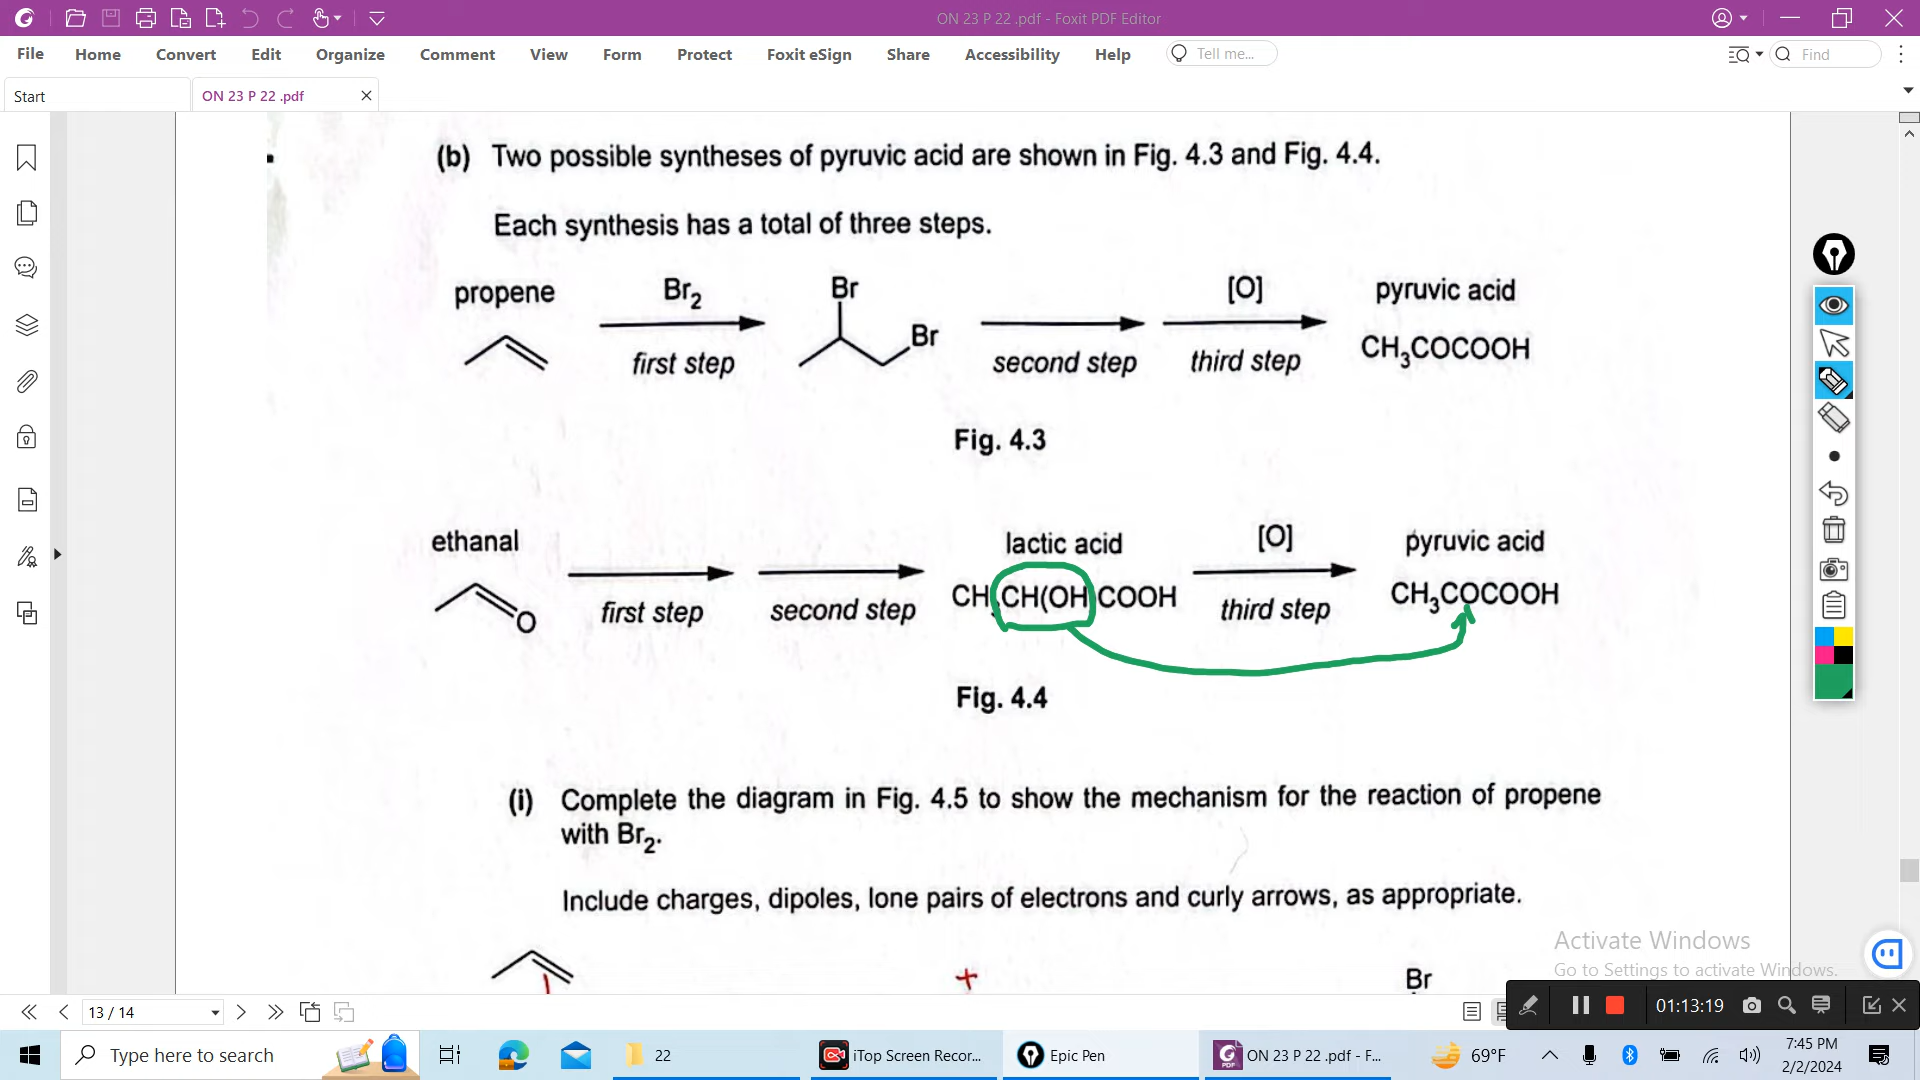 ON 23 P 22 .pdf - Foxit PDF Editor
File Home Convert Edit Organize Comment View Form Protect Foxit eSign Share Accessibility Help Tell me... Find
Start ON 23 P 22 .pdf
(b) Two possible syntheses of pyruvic acid are shown in Fig. 4.3 and Fig. 4.4.
Each synthesis has a total of three steps.
propene Br2 Br [O] pyruvic acid
Br CH3COCOOH
first step second step third step
Fig. 4.3
ethanal lactic acid [O] pyruvic acid
O first step second step CH3CH(OH)COOH third step CH3COCOOH
Fig. 4.4
(i) Complete the diagram in Fig. 4.5 to show the mechanism for the reaction of propene
with Br2.
Include charges, dipoles, lone pairs of electrons and curly arrows, as appropriate.
+ Br
Activate Windows
Go to Settings to activate Windows.
13 / 14
01:13:19
Type here to search 22 iTop Screen Recor... Epic Pen ON 23 P 22 .pdf - F... 69°F 7:45 PM
2/2/2024